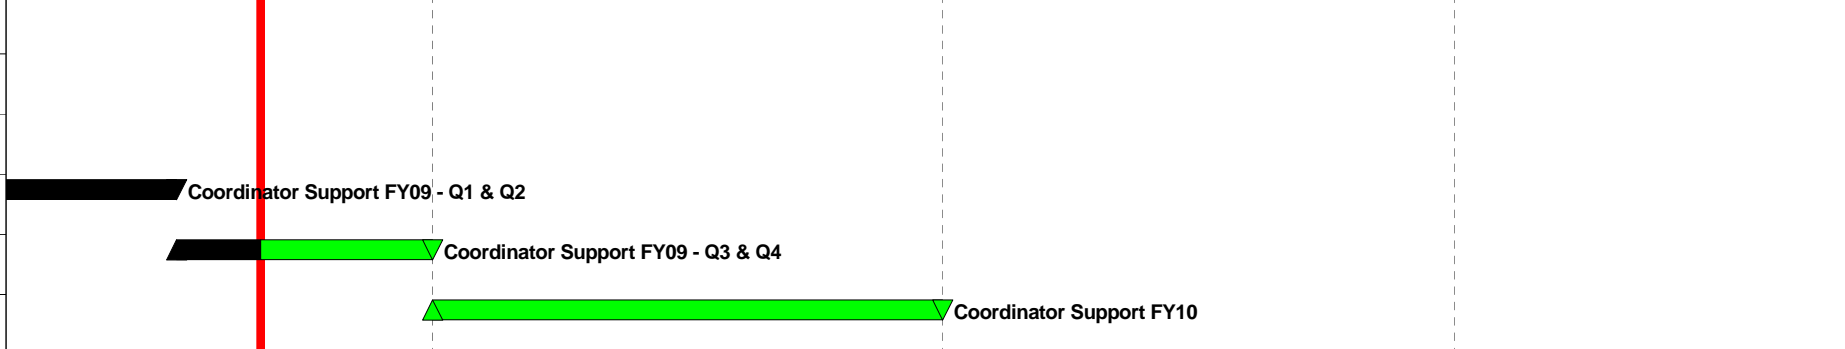 Coordinator Support FY09 - Q1 & Q2
Coordinator Support FY09 - Q3 & Q4
Coordinator Support FY10